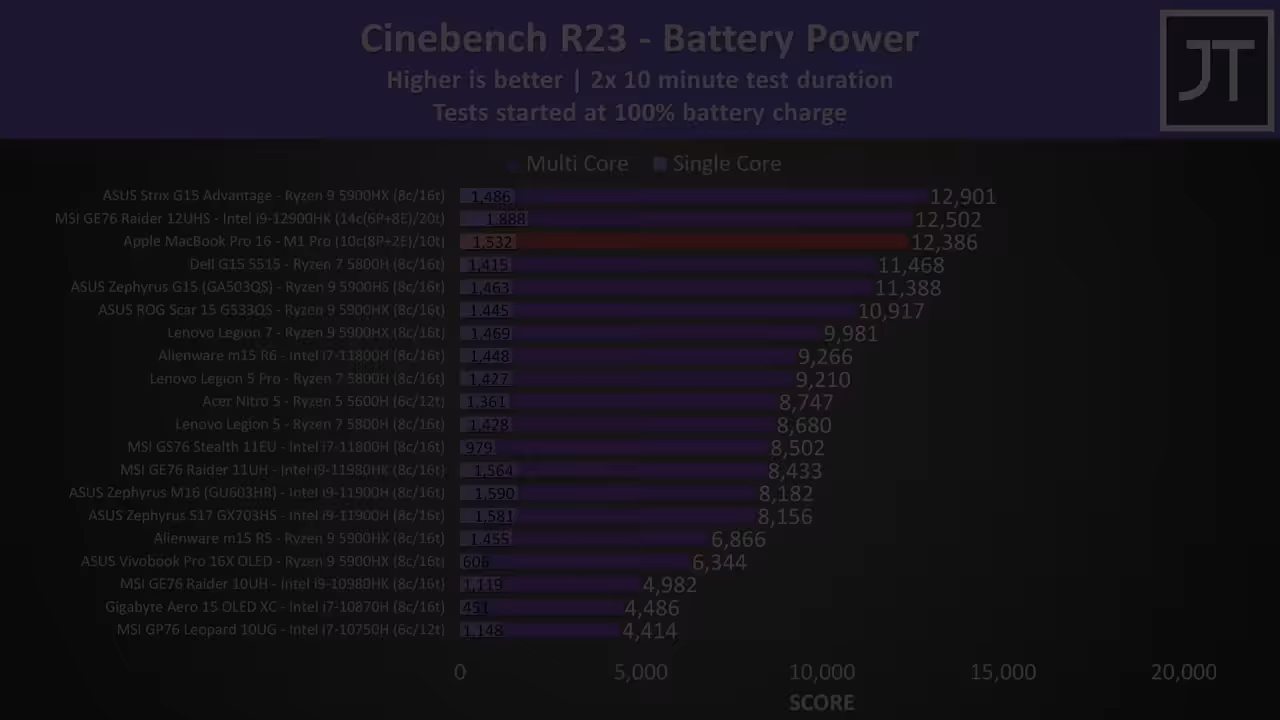 Cinebench R23 - Battery Power
Higher is better | 2x 10 minute test duration
Tests started at 100% battery charge
JT
Multi Core Single Core
ASUS Strix G15 Advantage - Ryzen 9 5900HX (8c/16t) 1,486 12,901
MSI GE76 Raider 12UHS - Intel i9-12900HK (14c(6P+8E)/20t) 1,888 12,502
Apple MacBook Pro 16 - M1 Pro (10c(8P+2E)/10t) 1,532 12,386
Dell G15 5515 - Ryzen 7 5800H (8c/16t) 1,415 11,468
ASUS Zephyrus G15 (GA503QS) - Ryzen 9 5900HS (8c/16t) 1,463 11,388
ASUS ROG Scar 15 G533QS - Ryzen 9 5900HX (8c/16t) 1,445 10,917
Lenovo Legion 7 - Ryzen 9 5900HX (8c/16t) 1,469 9,981
Alienware m15 R6 - Intel i7-11800H (8c/16t) 1,448 9,266
Lenovo Legion 5 Pro - Ryzen 7 5800H (8c/16t) 1,427 9,210
Acer Nitro 5 - Ryzen 5 5600H (6c/12t) 1,361 8,747
Lenovo Legion 5 - Ryzen 7 5800H (8c/16t) 1,428 8,680
MSI GS76 Stealth 11EU - Intel i7-11800H (8c/16t) 979 8,502
MSI GE76 Raider 11UH - Intel i9-11980HK (8c/16t) 1,564 8,433
ASUS Zephyrus M16 (GU603HR) - Intel i9-11900H (8c/16t) 1,590 8,182
ASUS Zephyrus S17 GX703HS - Intel i9-11900H (8c/16t) 1,581 8,156
Alienware m15 R5 - Ryzen 9 5900HX (8c/16t) 1,455 6,866
ASUS Vivobook Pro 16X OLED - Ryzen 9 5900HX (8c/16t) 606 6,344
MSI GE76 Raider 10UH - Intel i9-10980HK (8c/16t) 1,119 4,982
Gigabyte Aero 15 OLED XC - Intel i7-10870H (8c/16t) 451 4,486
MSI GP76 Leopard 10UG - Intel i7-10750H (6c/12t) 1,148 4,414
0 5,000 10,000 15,000 20,000
SCORE